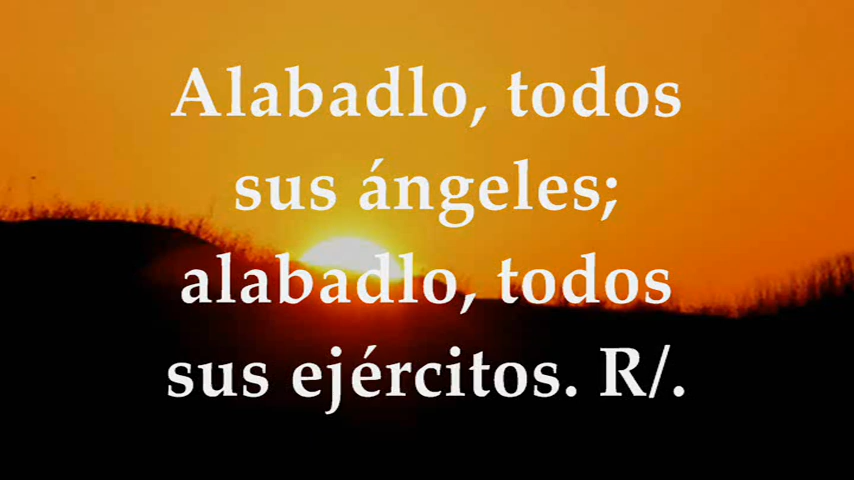 Alabadlo, todos
sus ángeles;
alabadlo, todos
sus ejércitos. R/.